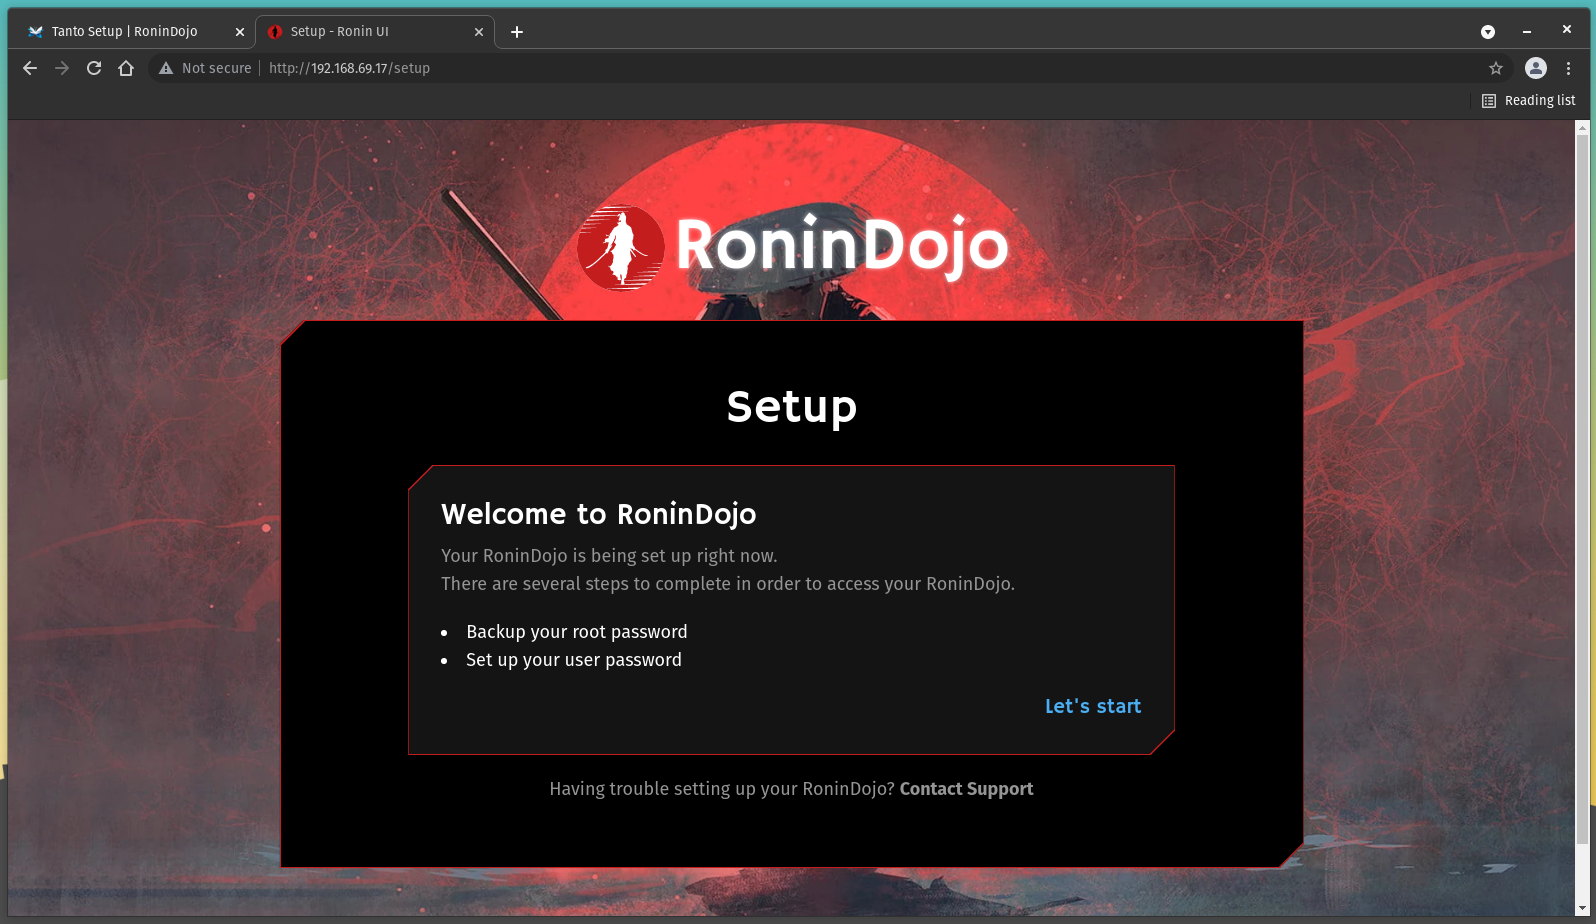 Tanto Setup | RoninDojo
Setup - Ronin UI
Not secure
http://192.168.69.17/setup
Reading list
RoninDojo
Setup
Welcome to RoninDojo
Your RoninDojo is being set up right now.
There are several steps to complete in order to access your RoninDojo.
• Backup your root password
• Set up your user password
Let's start
Having trouble setting up your RoninDojo? Contact Support